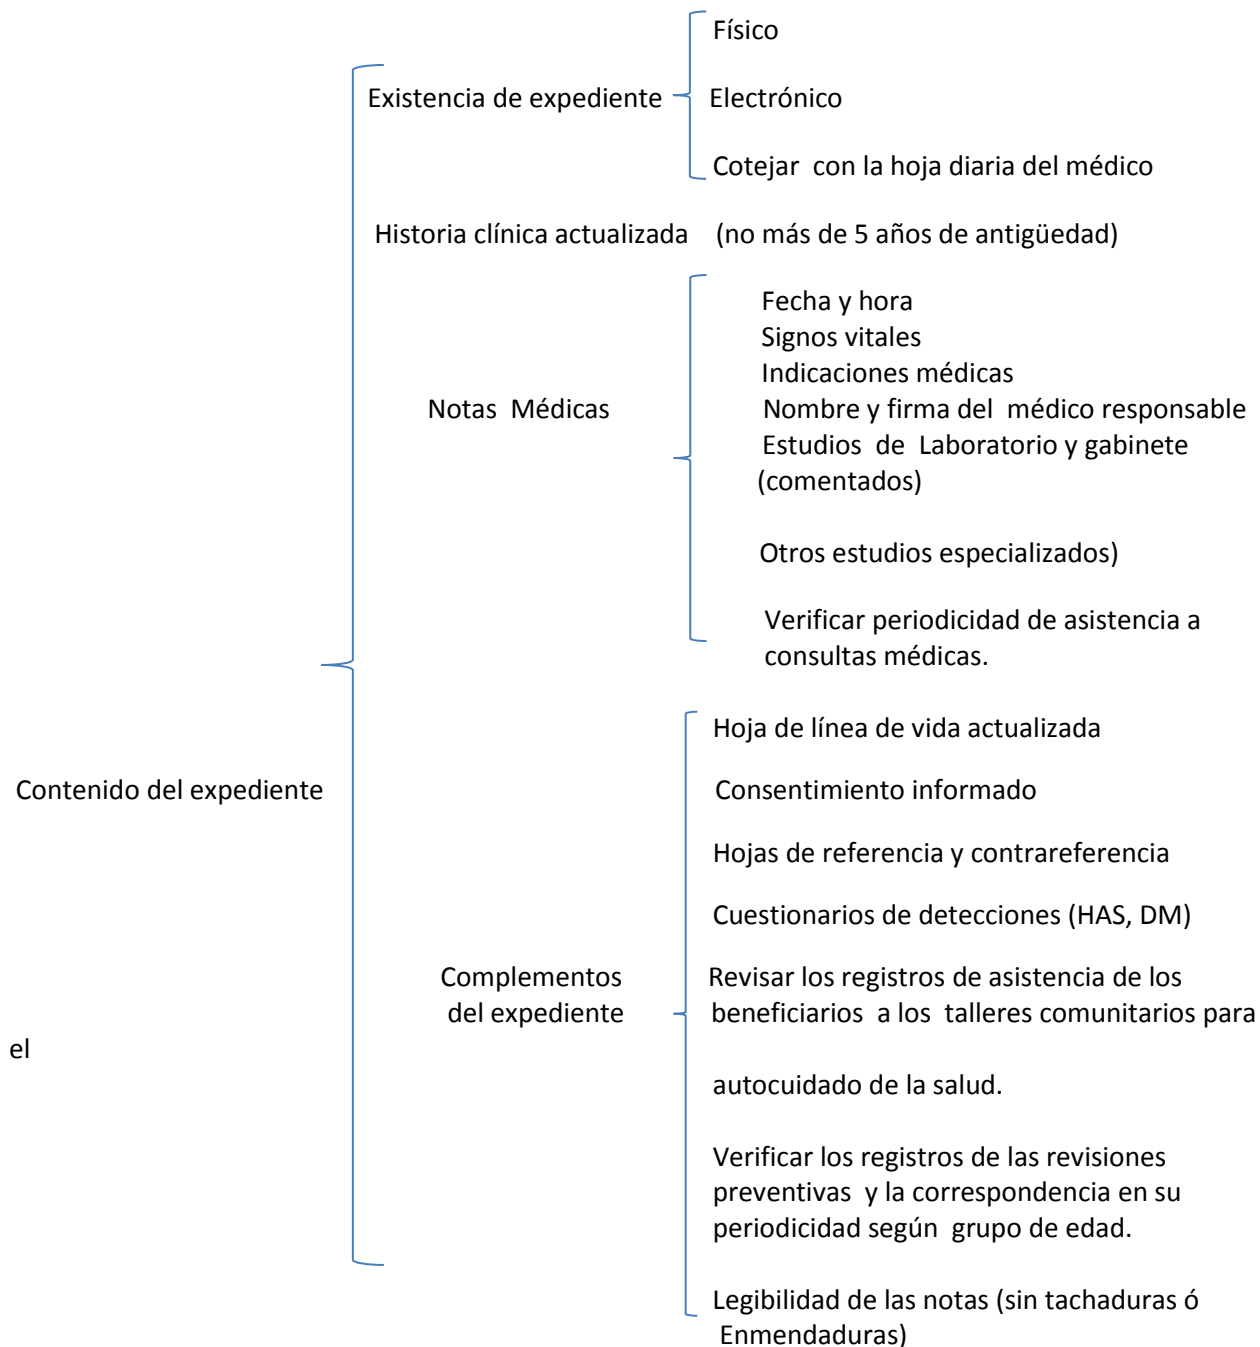 Físico
Existencia de expediente
Electrónico
Cotejar con la hoja diaria del médico
Historia clínica actualizada (no más de 5 años de antigüedad)
Fecha y hora
Signos vitales
Indicaciones médicas
Notas Médicas
Nombre y firma del médico responsable
Estudios de Laboratorio y gabinete
(comentados)
Otros estudios especializados)
Verificar periodicidad de asistencia a
consultas médicas.
Hoja de línea de vida actualizada
Contenido del expediente
Consentimiento informado
Hojas de referencia y contrareferencia
Cuestionarios de detecciones (HAS, DM)
Complementos
del expediente
Revisar los registros de asistencia de los
beneficiarios a los talleres comunitarios para
el
autocuidado de la salud.
Verificar los registros de las revisiones
preventivas y la correspondencia en su
periodicidad según grupo de edad.
Legibilidad de las notas (sin tachaduras ó
Enmendaduras)